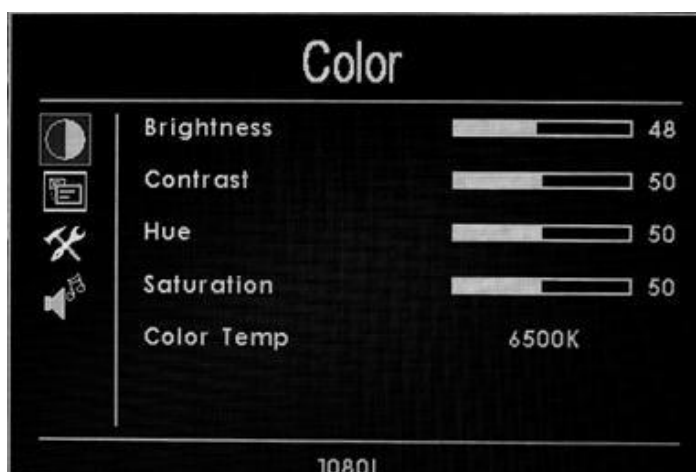 Color
Brightness 48
Contrast 50
Hue 50
Saturation 50
Color Temp 6500K
1080I